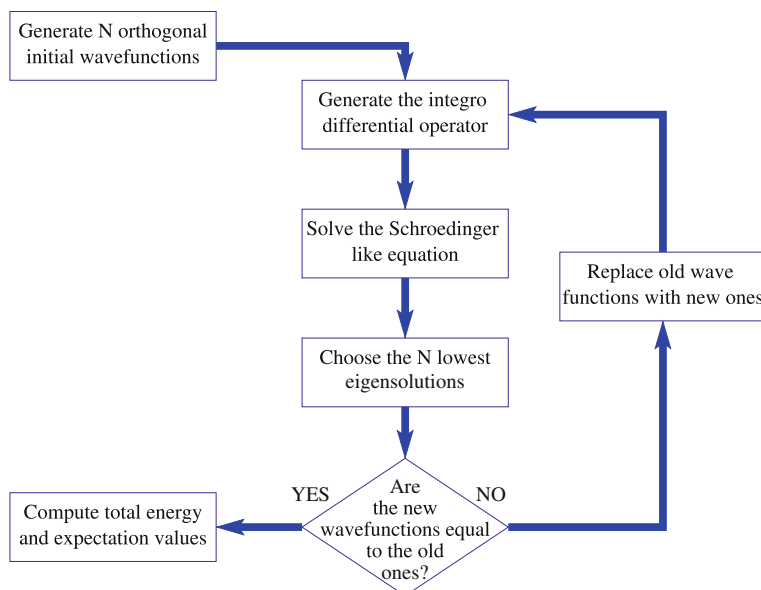 Generate N orthogonal
initial wavefunctions
Generate the integro
differential operator
Solve the Schroedinger
like equation
Replace old wave
functions with new ones
Choose the N lowest
eigensolutions
YES
NO
Are
the new
wavefunctions equal
to the old
ones?
Compute total energy
and expectation values